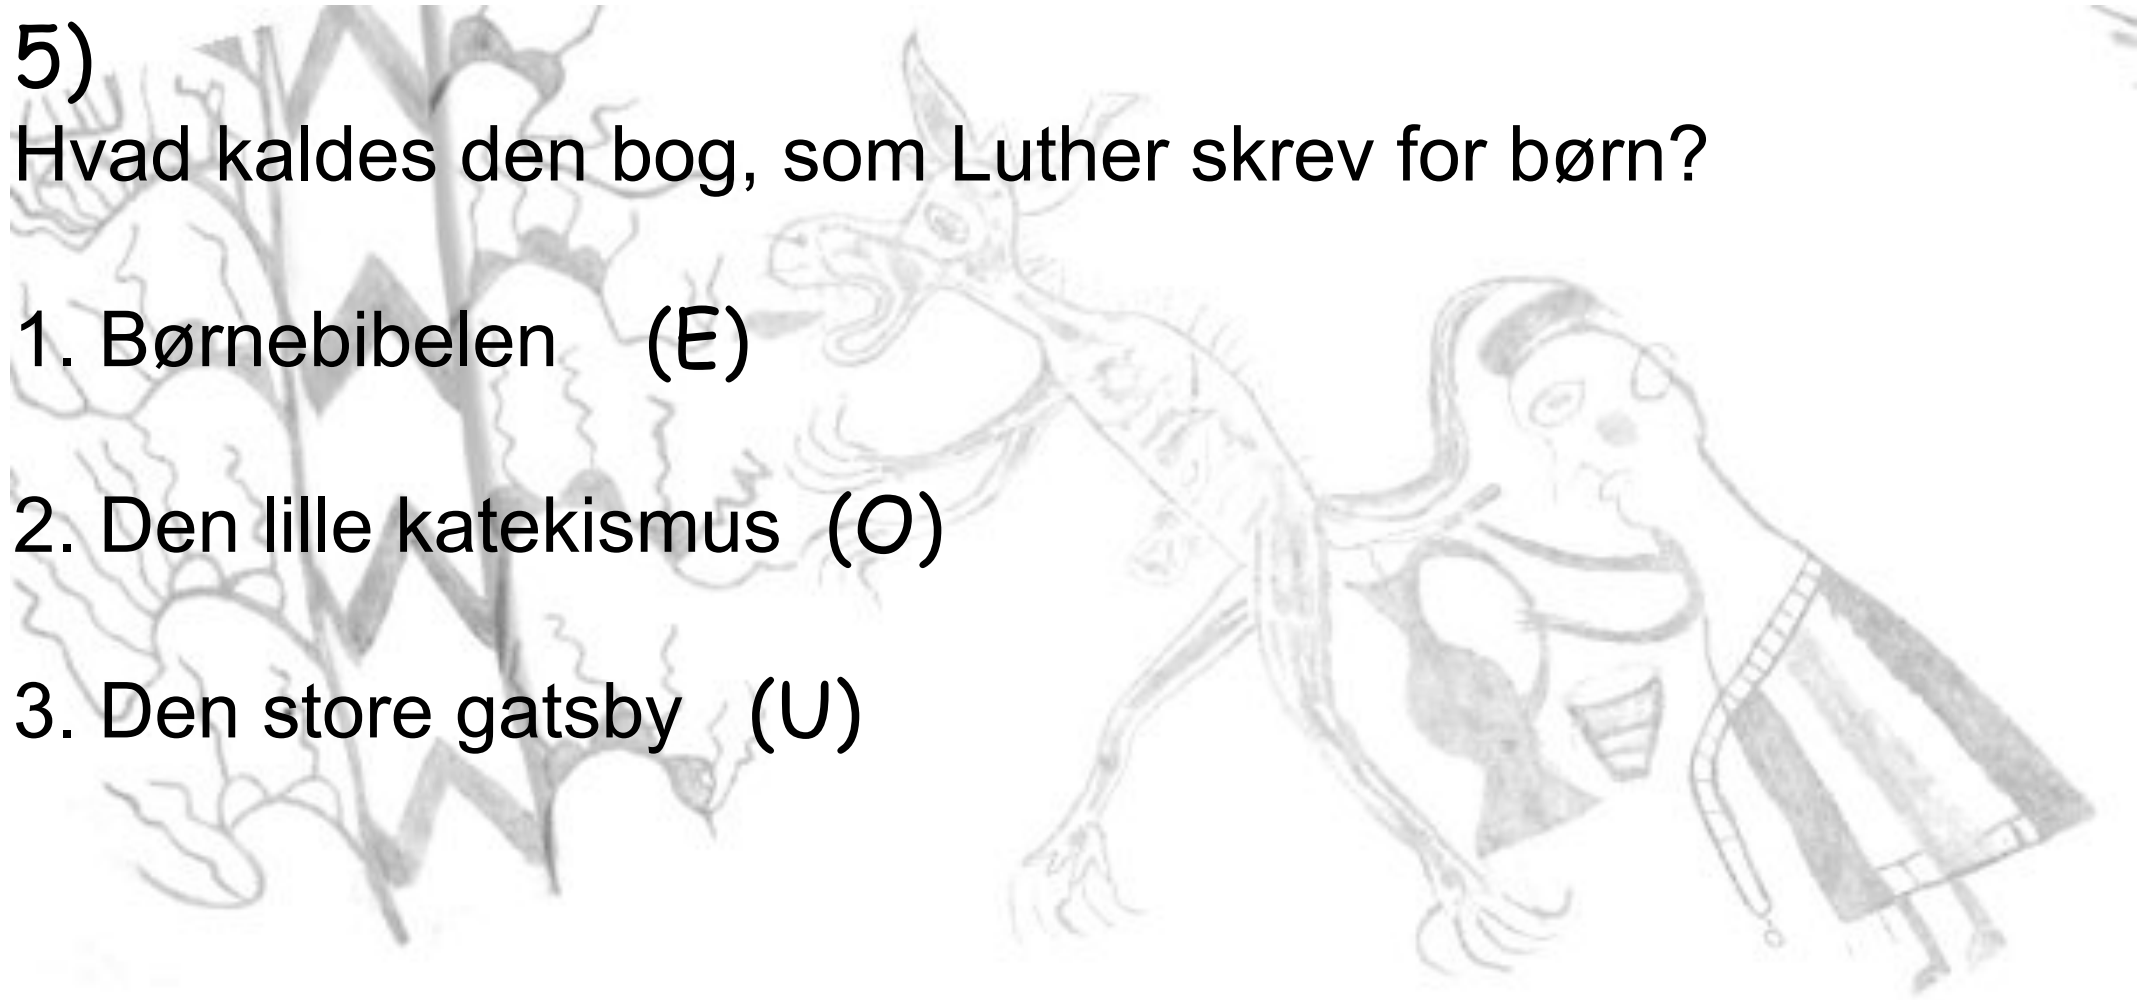 5)
Hvad kaldes den bog, som Luther skrev for børn?
1. Børnebibelen (E)
2. Den lille katekismus (O)
3. Den store gatsby (U)